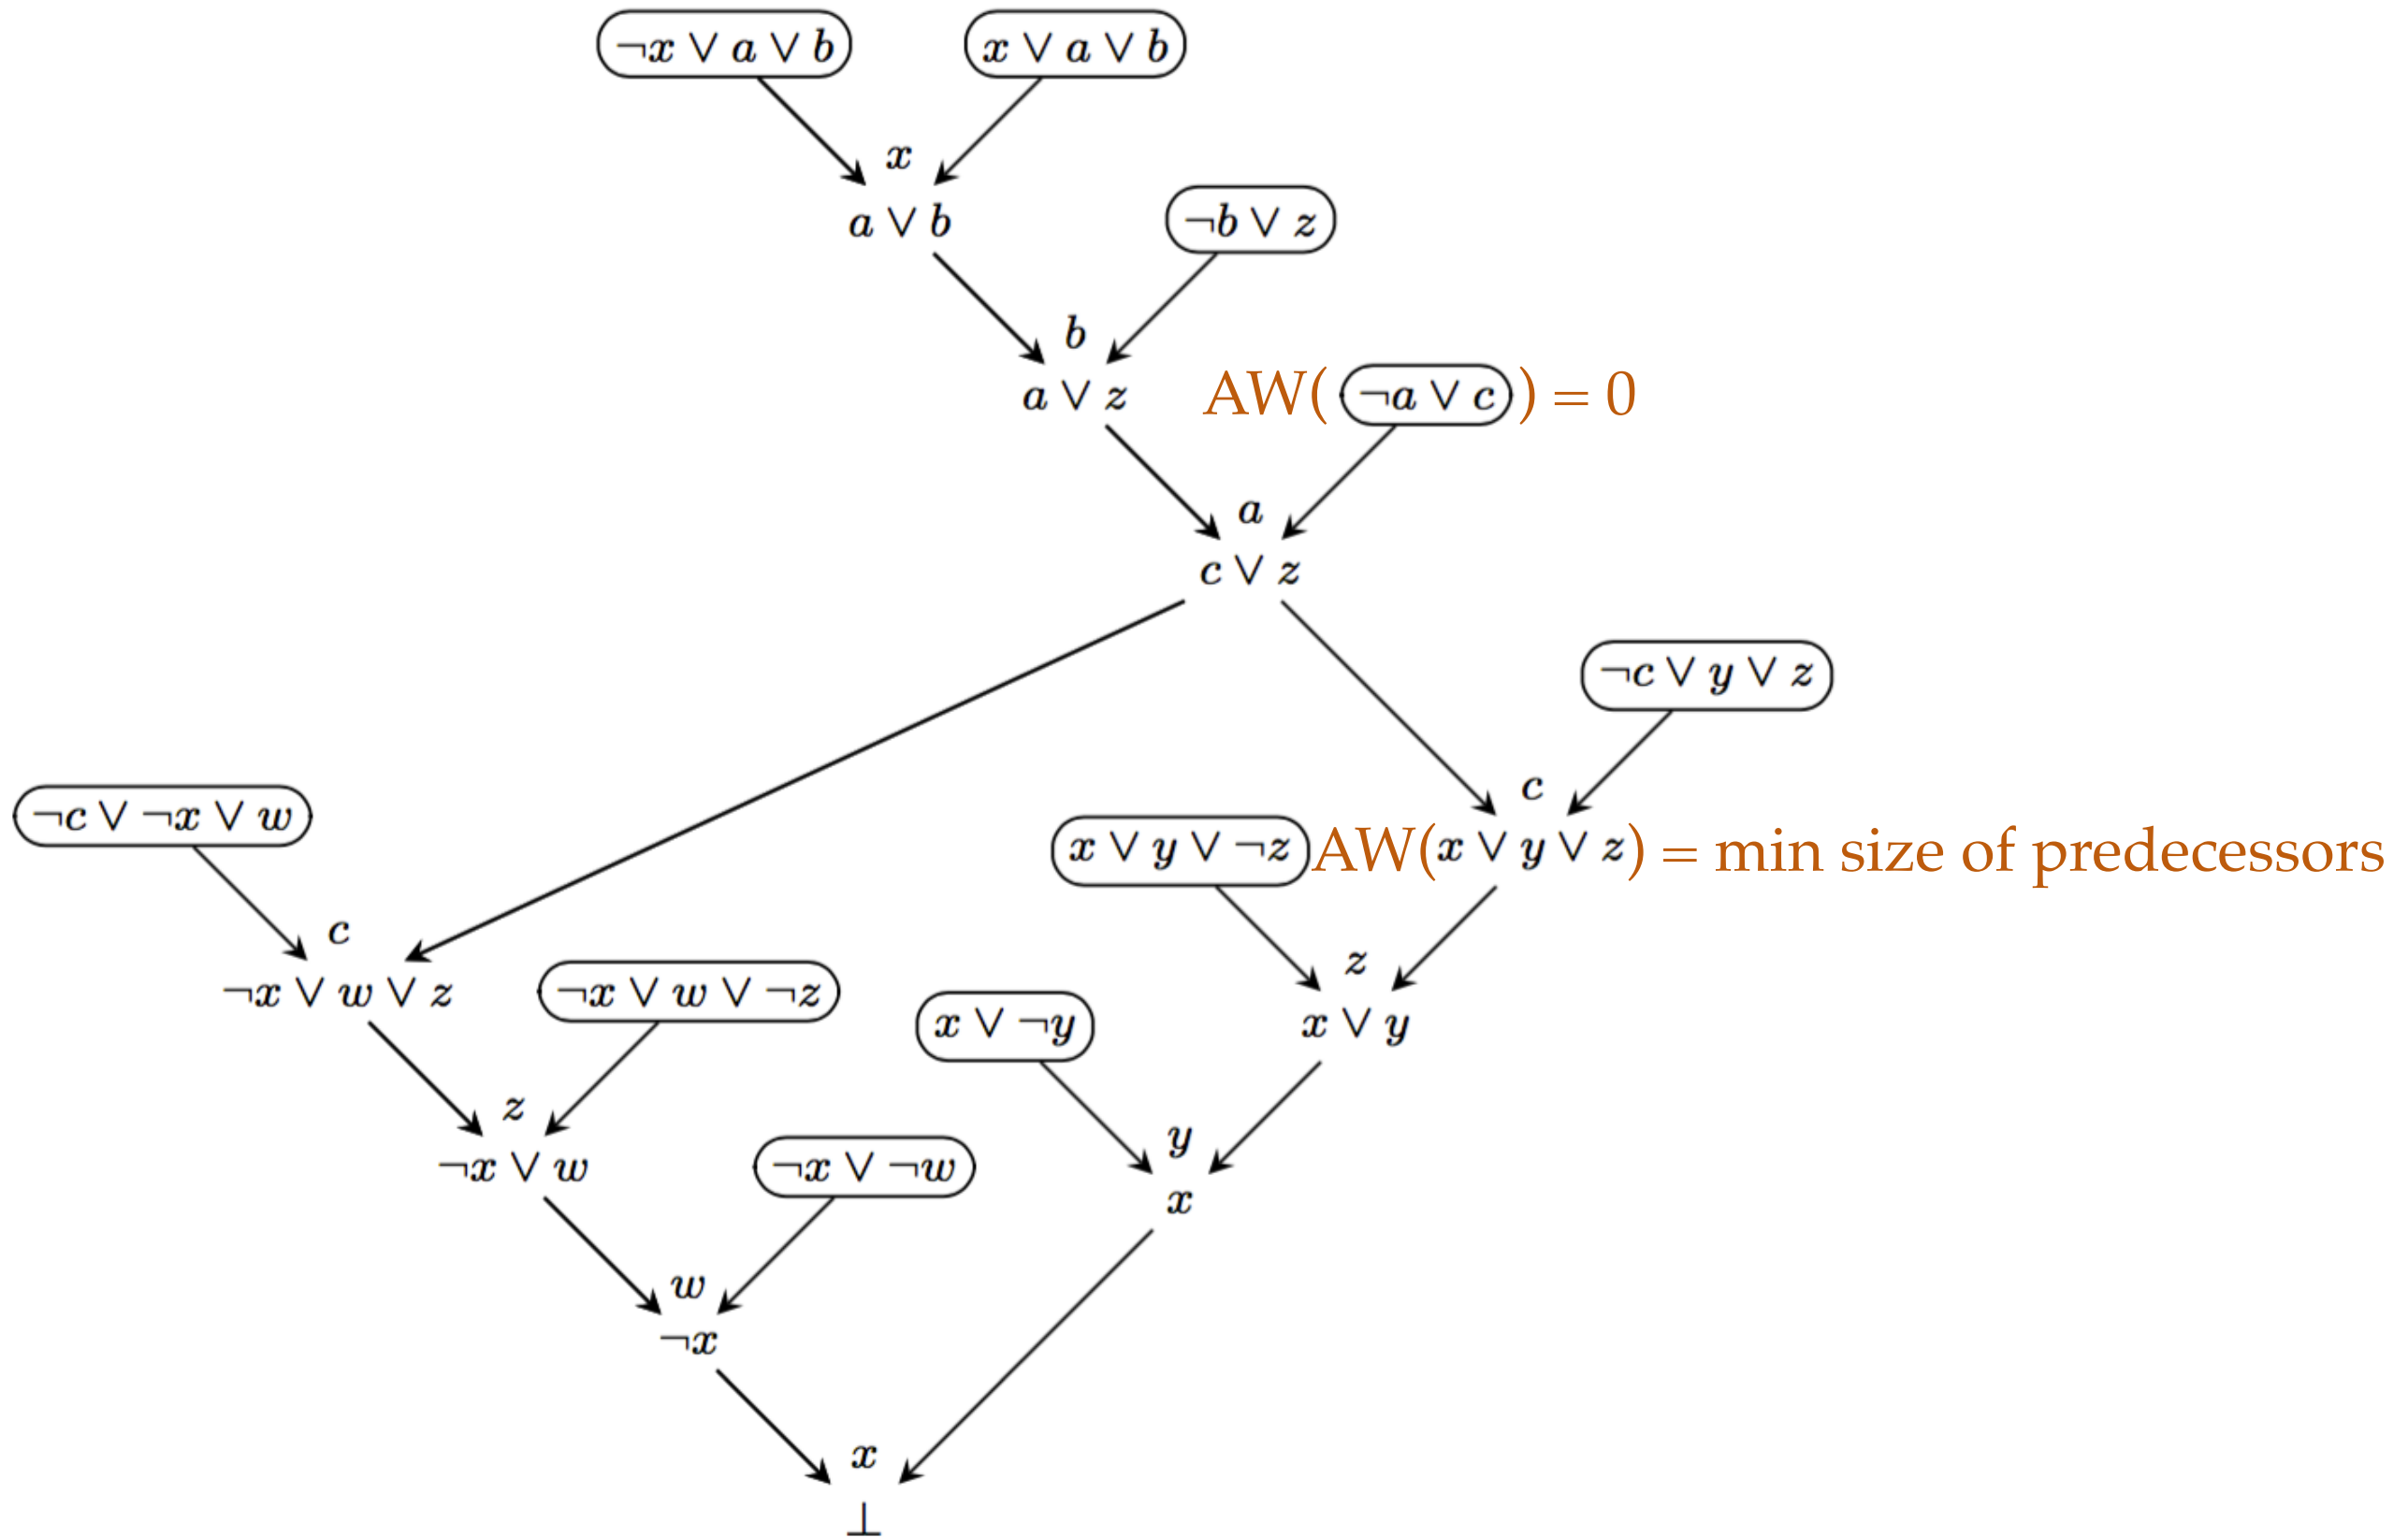 ¬x ∨ a ∨ b
x ∨ a ∨ b
x
a ∨ b
¬b ∨ z
b
a ∨ z
AW( ¬a ∨ c ) = 0
a
c ∨ z
¬c ∨ y ∨ z
c
¬c ∨ ¬x ∨ w
x ∨ y ∨ ¬z
AW(x ∨ y ∨ z) = min size of predecessors
c
z
¬x ∨ w ∨ z
¬x ∨ w ∨ ¬z
x ∨ ¬y
x ∨ y
z
y
¬x ∨ w
¬x ∨ ¬w
x
w
¬x
x
⊥